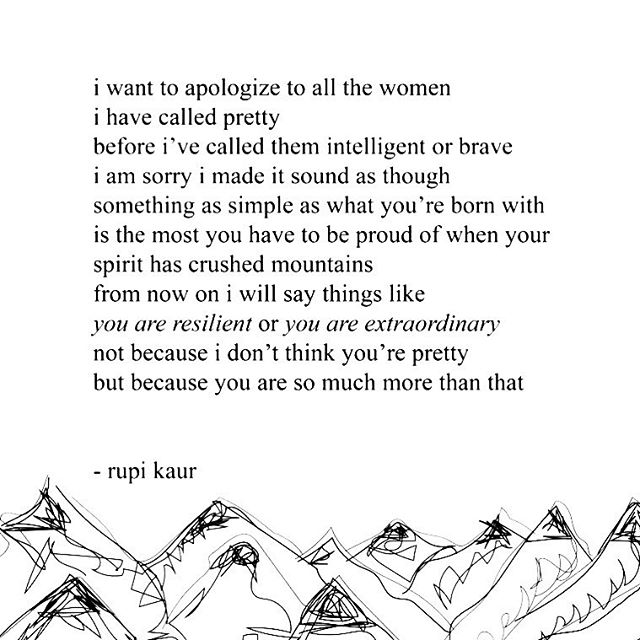 i want to apologize to all the women
i have called pretty
before i’ve called them intelligent or brave
i am sorry i made it sound as though
something as simple as what you’re born with
is the most you have to be proud of when your
spirit has crushed mountains
from now on i will say things like
you are resilient or you are extraordinary
not because i don’t think you’re pretty
but because you are so much more than that
- rupi kaur